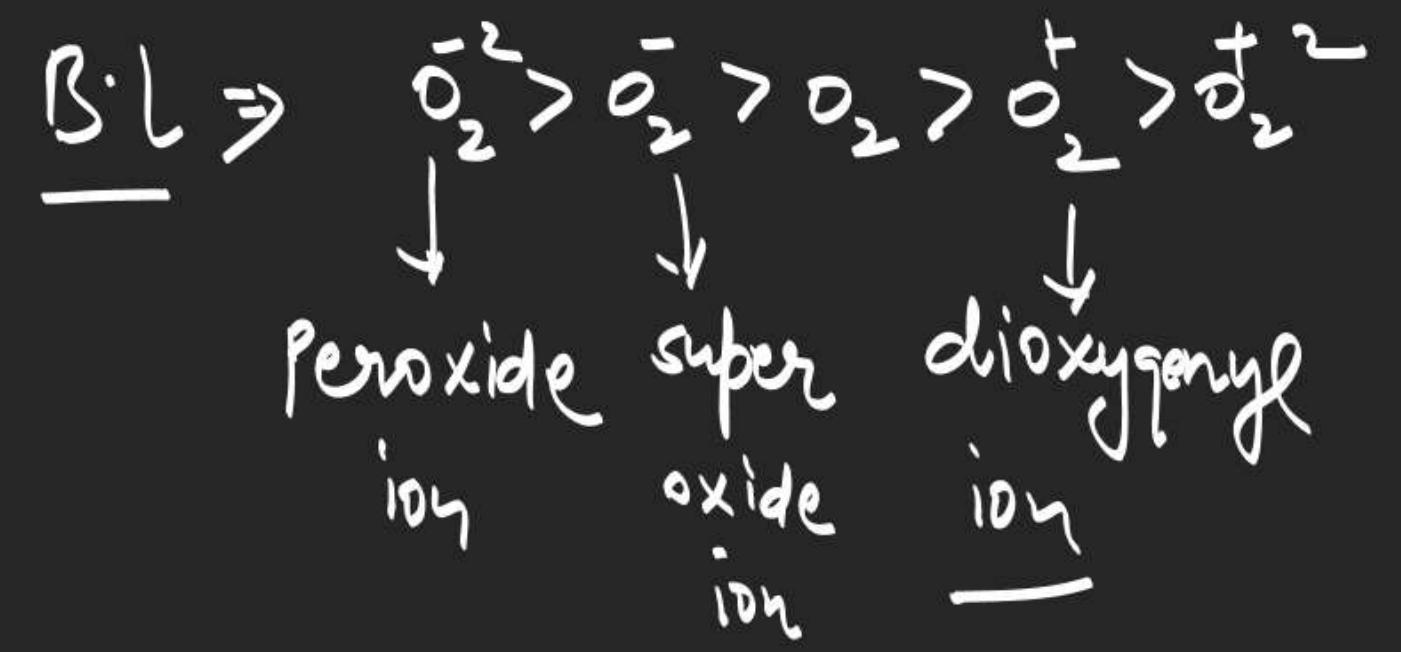 B.l ⇒ O₂⁻² > O₂⁻ > O₂ > O₂⁺ > O₂⁺²
↓ ↓ ↓
Peroxide super dioxygenyl
ion oxide ion
ion